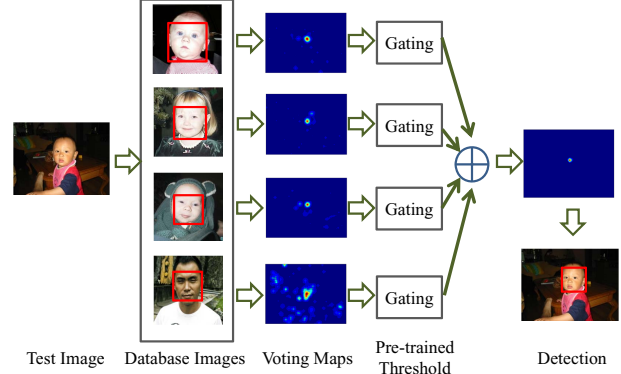 Gating
Gating
Gating
Gating
Test Image
Database Images
Voting Maps
Pre-trained
Threshold
Detection